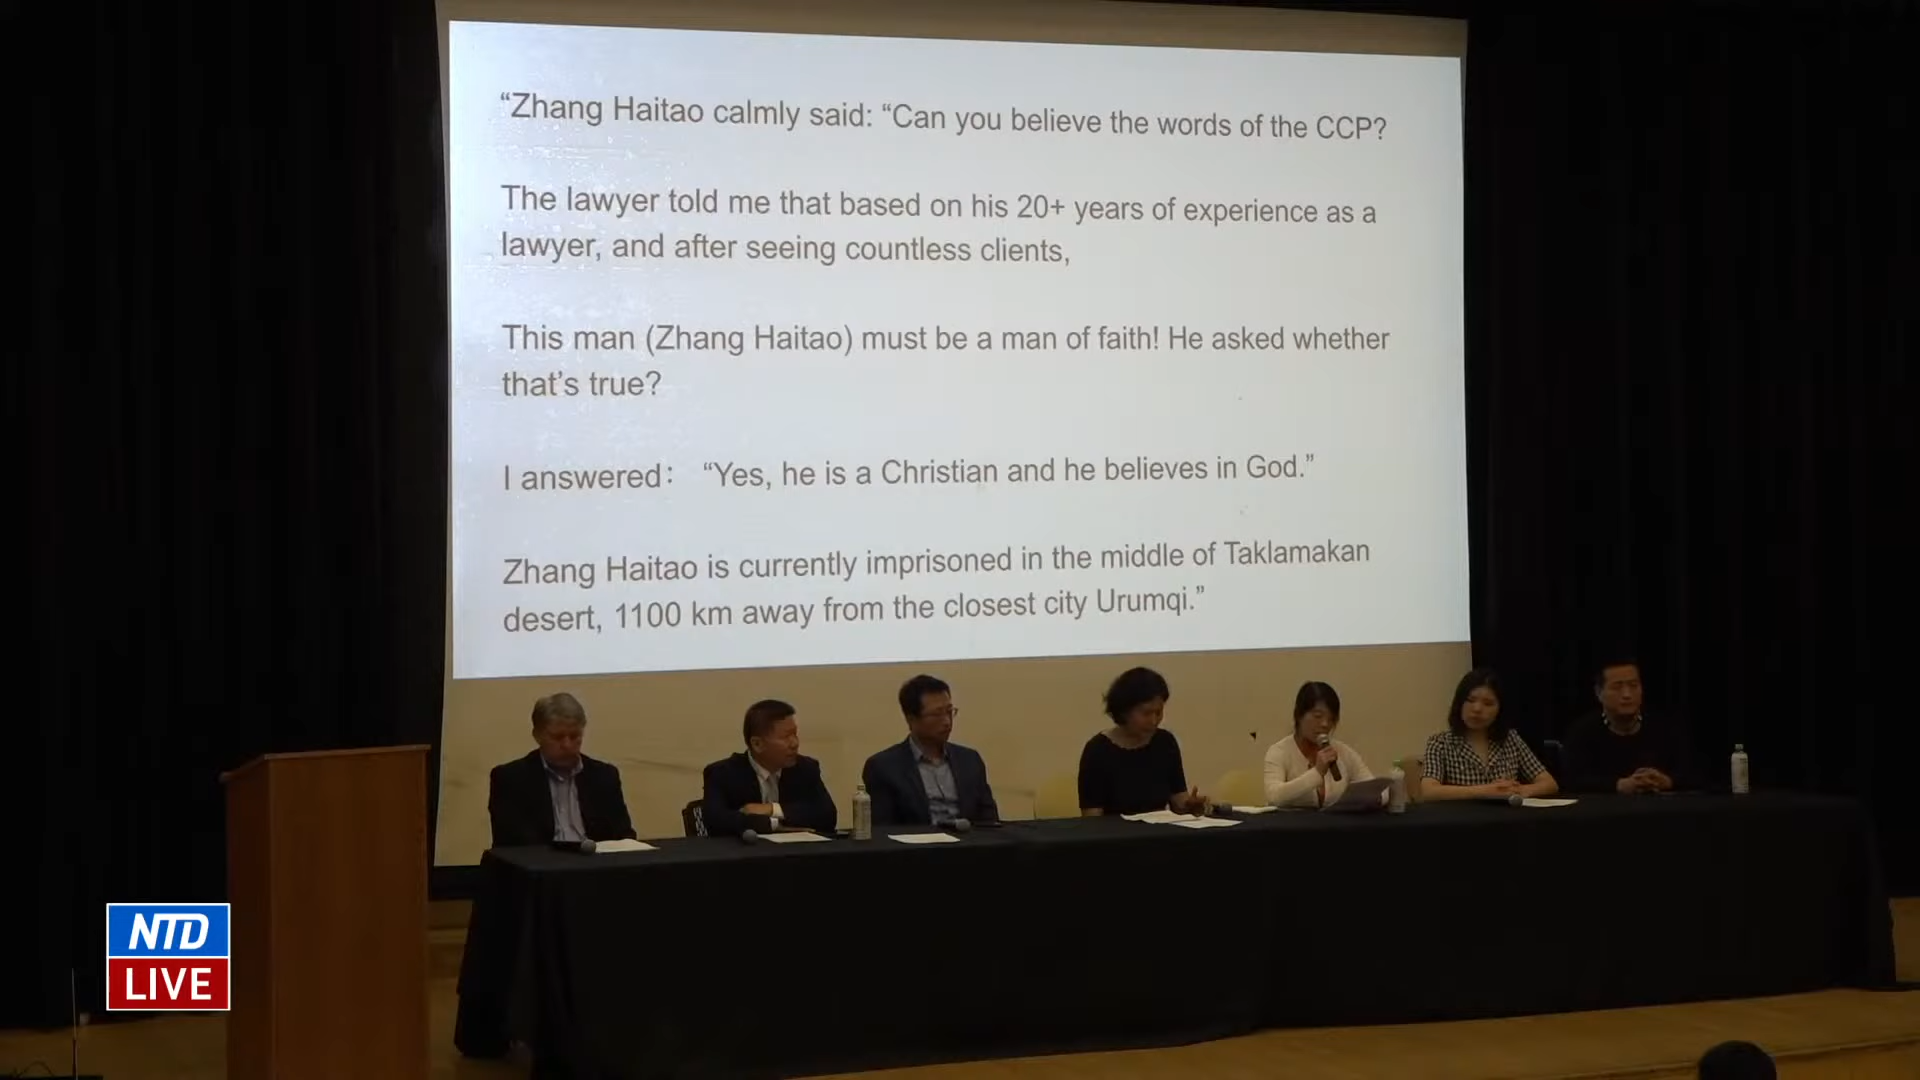 “Zhang Haitao calmly said: “Can you believe the words of the CCP?
The lawyer told me that based on his 20+ years of experience as a
lawyer, and after seeing countless clients,
This man (Zhang Haitao) must be a man of faith! He asked whether
that’s true?
I answered： “Yes, he is a Christian and he believes in God.”
Zhang Haitao is currently imprisoned in the middle of Taklamakan
desert, 1100 km away from the closest city Urumqi.”
NTD
LIVE